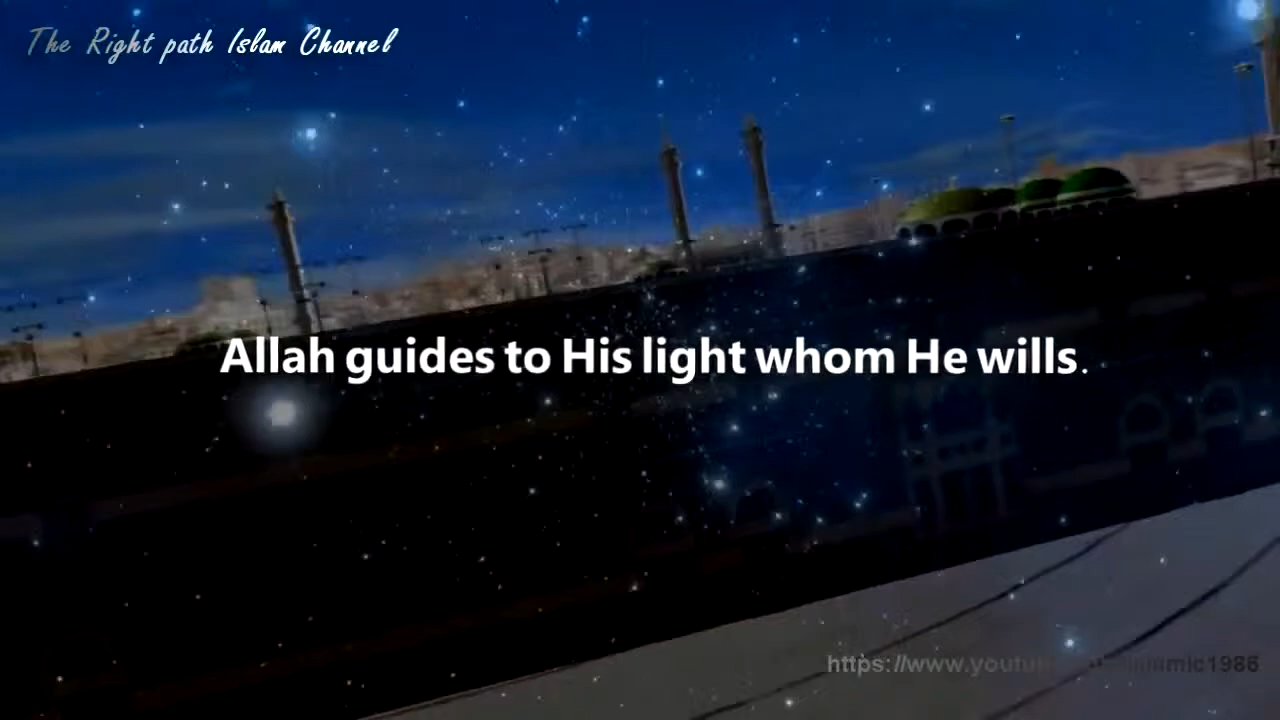 The Right path Islam Channel
Allah guides to His light whom He wills.